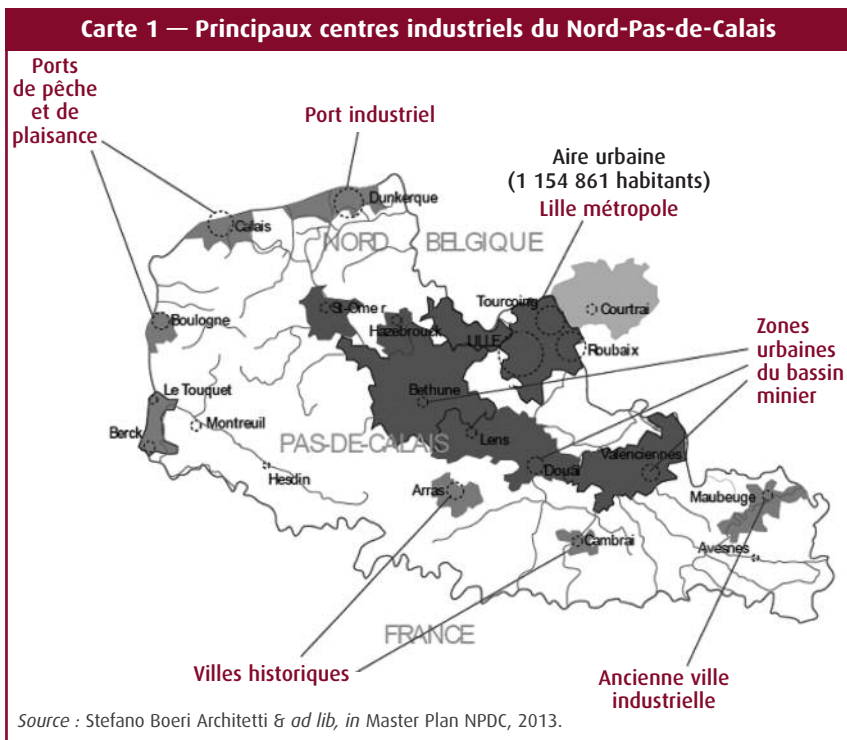 Carte 1 — Principaux centres industriels du Nord-Pas-de-Calais
Ports
de pêche
et de
plaisance
Port industriel
Aire urbaine
(1 154 861 habitants)
Lille métropole
Dunkerque
Calais
NORD
BELGIQUE
St-Omer
Tourcoing
Courtrai
Boulogne
Hazebrouck
LILLE
Roubaix
Zones
urbaines
du bassin
minier
Le Touquet
Bethune
Montreuil
Berck
PAS-DE-CALAIS
Lens
Valenciennes
Hesdin
Douai
Arras
Maubeuge
Cambrai
Avesnes
FRANCE
Villes historiques
Ancienne ville
industrielle
Source : Stefano Boeri Architetti & ad lib, in Master Plan NPDC, 2013.